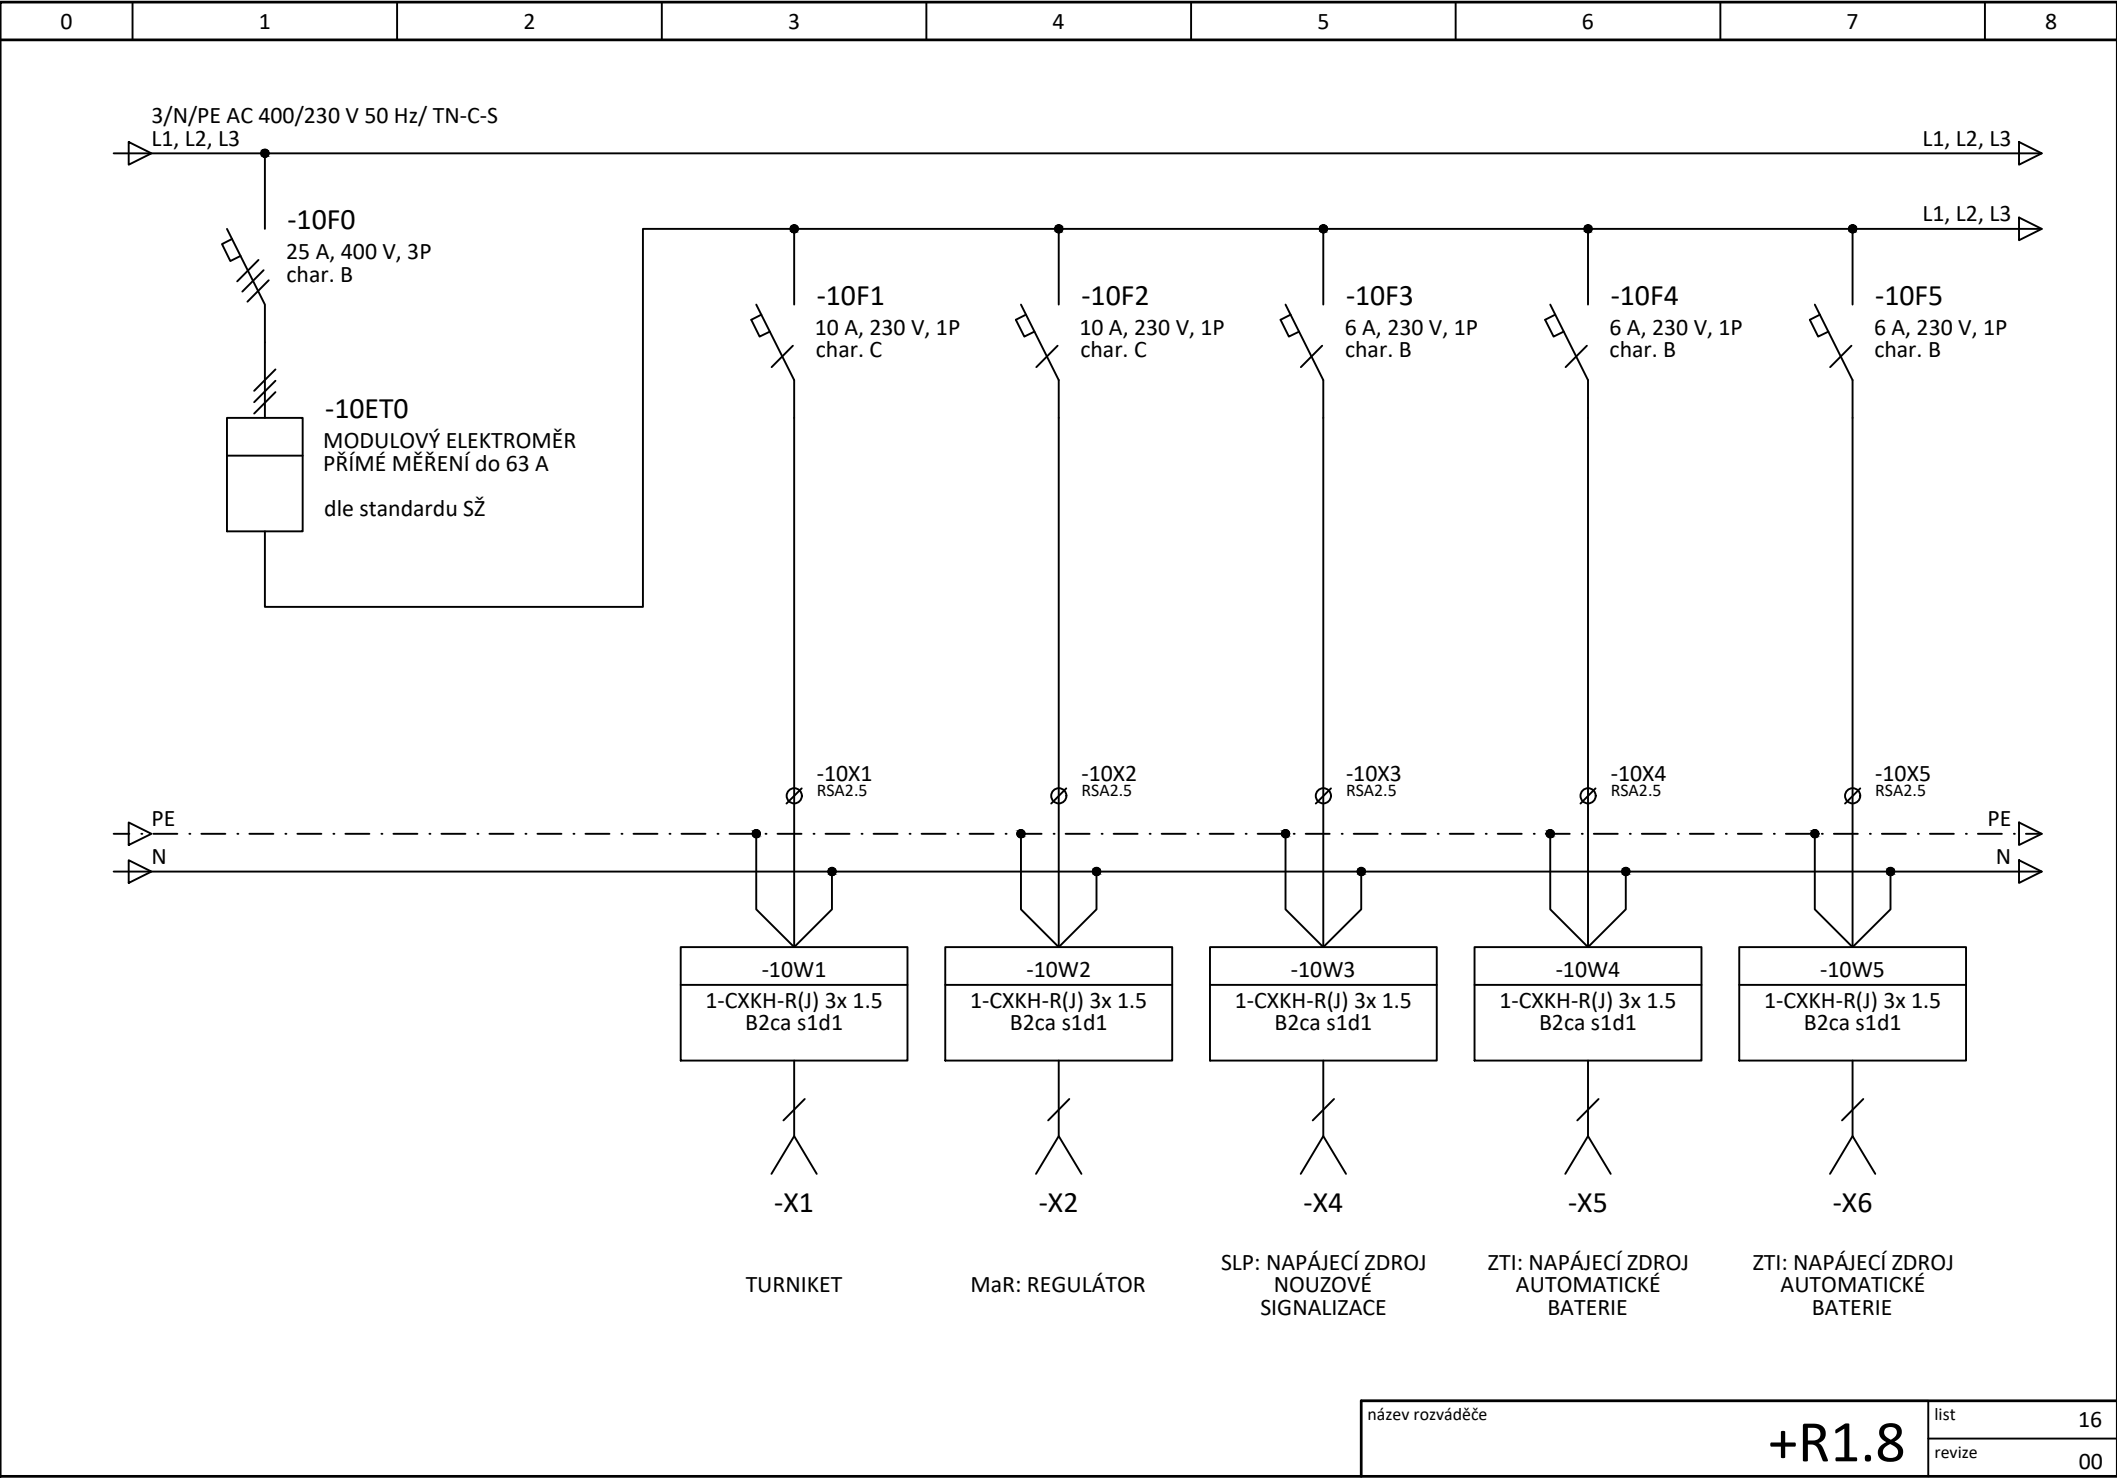 0 1 2 3 4 5 6 7 8
3/N/PE AC 400/230 V 50 Hz/ TN-C-S
L1, L2, L3
L1, L2, L3
L1, L2, L3
-10F0
25 A, 400 V, 3P
char. B
-10F1
10 A, 230 V, 1P
char. C
-10F2
10 A, 230 V, 1P
char. C
-10F3
6 A, 230 V, 1P
char. B
-10F4
6 A, 230 V, 1P
char. B
-10F5
6 A, 230 V, 1P
char. B
-10ET0
MODULOVÝ ELEKTROMĚR
PŘÍMÉ MĚŘENÍ do 63 A
dle standardu SŽ
-10X1
RSA2.5
-10X2
RSA2.5
-10X3
RSA2.5
-10X4
RSA2.5
-10X5
RSA2.5
PE
PE
N
N
-10W1
1-CXKH-R(J) 3x 1.5
B2ca s1d1
-10W2
1-CXKH-R(J) 3x 1.5
B2ca s1d1
-10W3
1-CXKH-R(J) 3x 1.5
B2ca s1d1
-10W4
1-CXKH-R(J) 3x 1.5
B2ca s1d1
-10W5
1-CXKH-R(J) 3x 1.5
B2ca s1d1
-X1
TURNIKET
-X2
MaR: REGULÁTOR
-X4
SLP: NAPÁJECÍ ZDROJ
NOUZOVÉ
SIGNALIZACE
-X5
ZTI: NAPÁJECÍ ZDROJ
AUTOMATICKÉ
BATERIE
-X6
ZTI: NAPÁJECÍ ZDROJ
AUTOMATICKÉ
BATERIE
název rozváděče
+R1.8
list 16
revize 00